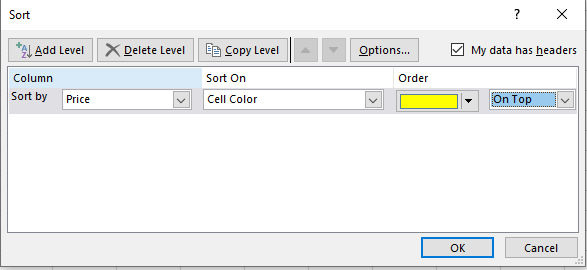 Sort
Add Level Delete Level Copy Level Options... My data has headers
Column Sort On Order
Sort by Price Cell Color On Top
OK Cancel